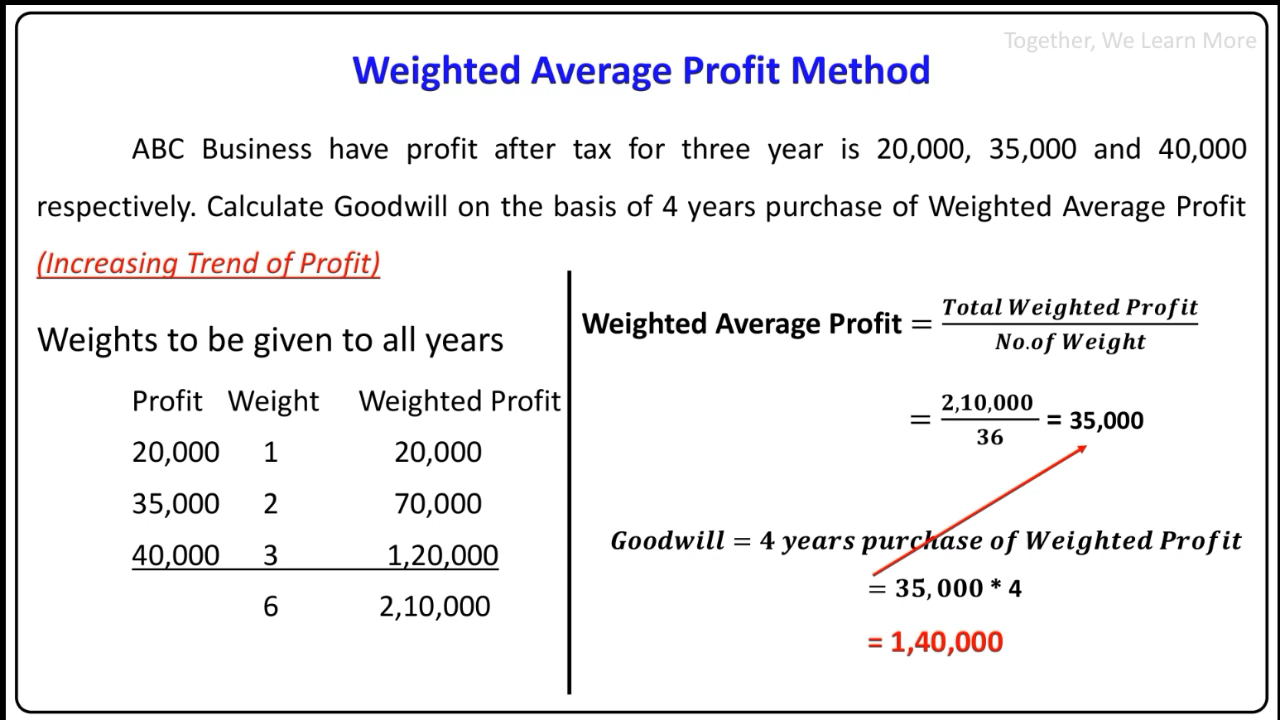 Together, We Learn More
Weighted Average Profit Method
ABC Business have profit after tax for three year is 20,000, 35,000 and 40,000
respectively. Calculate Goodwill on the basis of 4 years purchase of Weighted Average Profit
(Increasing Trend of Profit)
Weights to be given to all years
Profit Weight Weighted Profit
20,000 1 20,000
35,000 2 70,000
40,000 3 1,20,000
6 2,10,000
Weighted Average Profit = Total Weighted Profit
No.of Weight
= 2,10,000
36
= 35,000
Goodwill = 4 years purchase of Weighted Profit
= 35,000 * 4
= 1,40,000